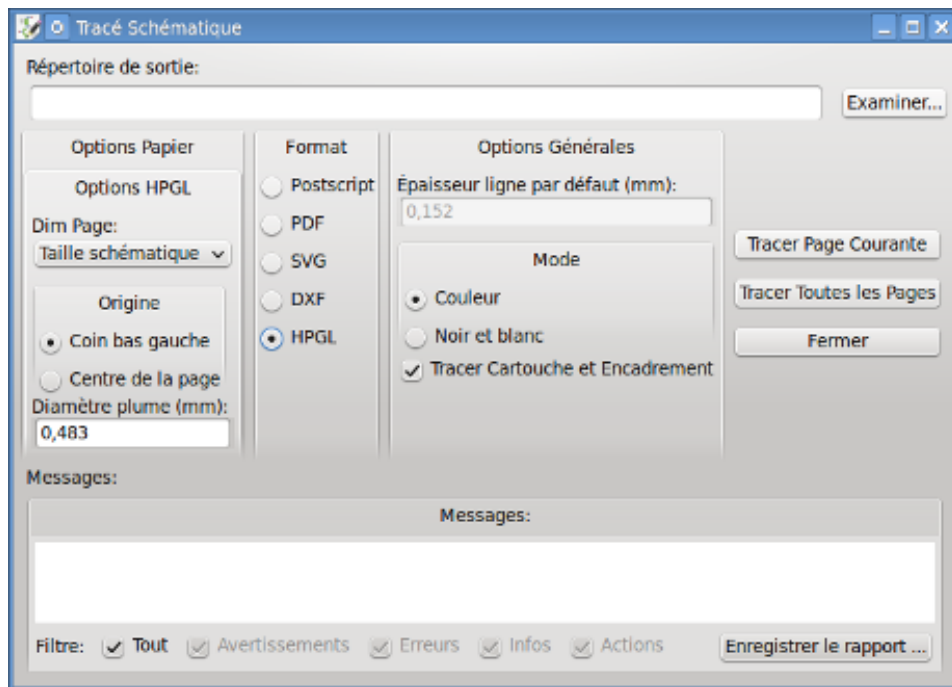 Tracé Schématique
Répertoire de sortie:
Examiner...
Options Papier
Options HPGL
Dim Page:
Taille schématique
Origine
Coin bas gauche
Centre de la page
Diamètre plume (mm):
0,483
Format
Postscript
PDF
SVG
DXF
HPGL
Options Générales
Épaisseur ligne par défaut (mm):
0,152
Mode
Couleur
Noir et blanc
Tracer Cartouche et Encadrement
Tracer Page Courante
Tracer Toutes les Pages
Fermer
Messages:
Messages:
Filtre: Tout Avertissements Erreurs Infos Actions Enregistrer le rapport ...